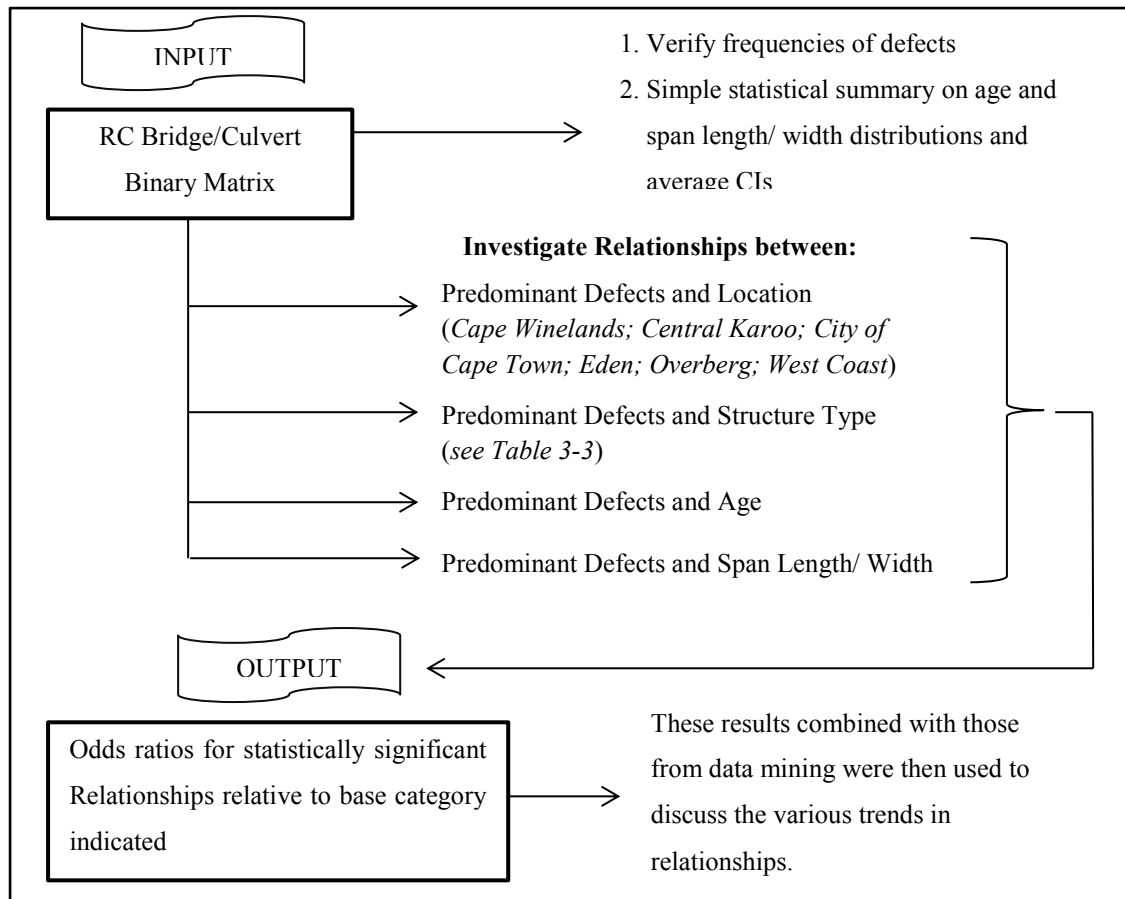 INPUT
RC Bridge/Culvert
Binary Matrix
1. Verify frequencies of defects
2. Simple statistical summary on age and
span length/ width distributions and
average CIs
Investigate Relationships between:
Predominant Defects and Location
(Cape Winelands; Central Karoo; City of
Cape Town; Eden; Overberg; West Coast)
Predominant Defects and Structure Type
(see Table 3-3)
Predominant Defects and Age
Predominant Defects and Span Length/ Width
OUTPUT
Odds ratios for statistically significant
Relationships relative to base category
indicated
These results combined with those
from data mining were then used to
discuss the various trends in
relationships.